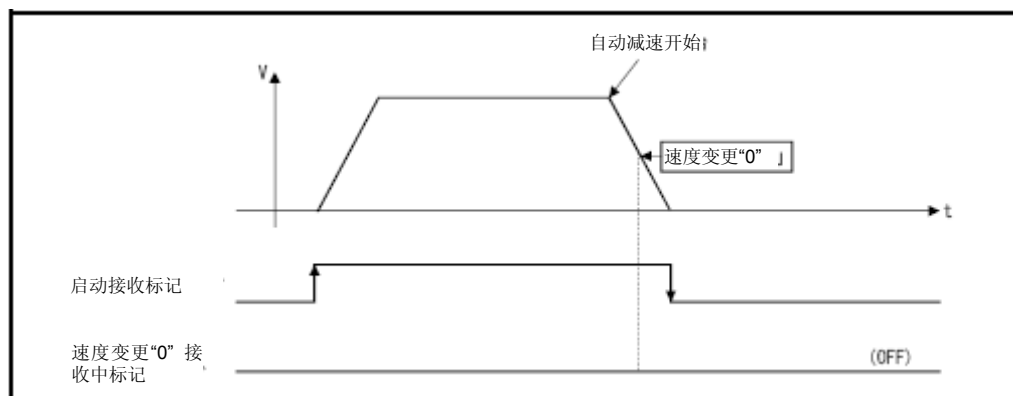 自动减速开始
V
速度变更“0” 」
t
启动接收标记
速度变更“0” 接
收中标记
(OFF)